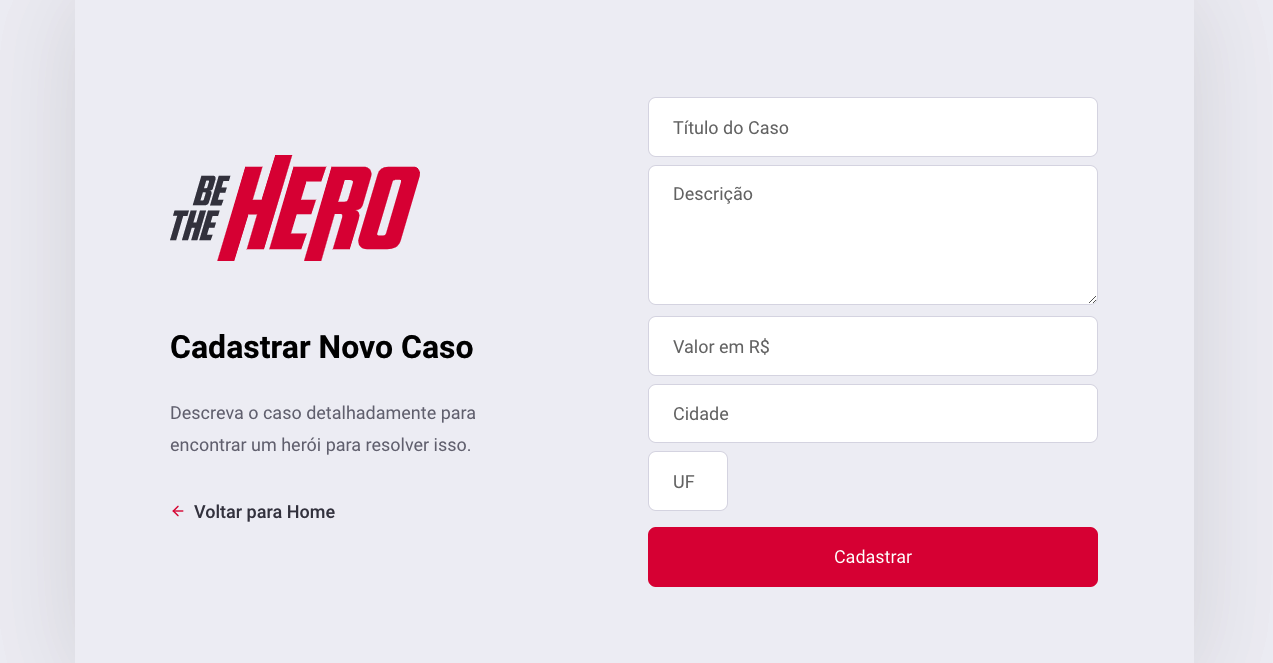 BE
THE
HERO
Cadastrar Novo Caso
Descreva o caso detalhadamente para
encontrar um herói para resolver isso.
Voltar para Home
Título do Caso
Descrição
Valor em R$
Cidade
UF
Cadastrar